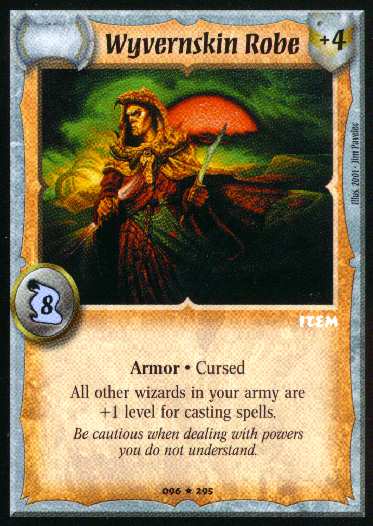 Wyvernskin Robe
+4
Illus. 2001 · Jim Pavelec
8
ITEM
Armor • Cursed
All other wizards in your army are
+1 level for casting spells.
Be cautious when dealing with powers
you do not understand.
096 ★ 295